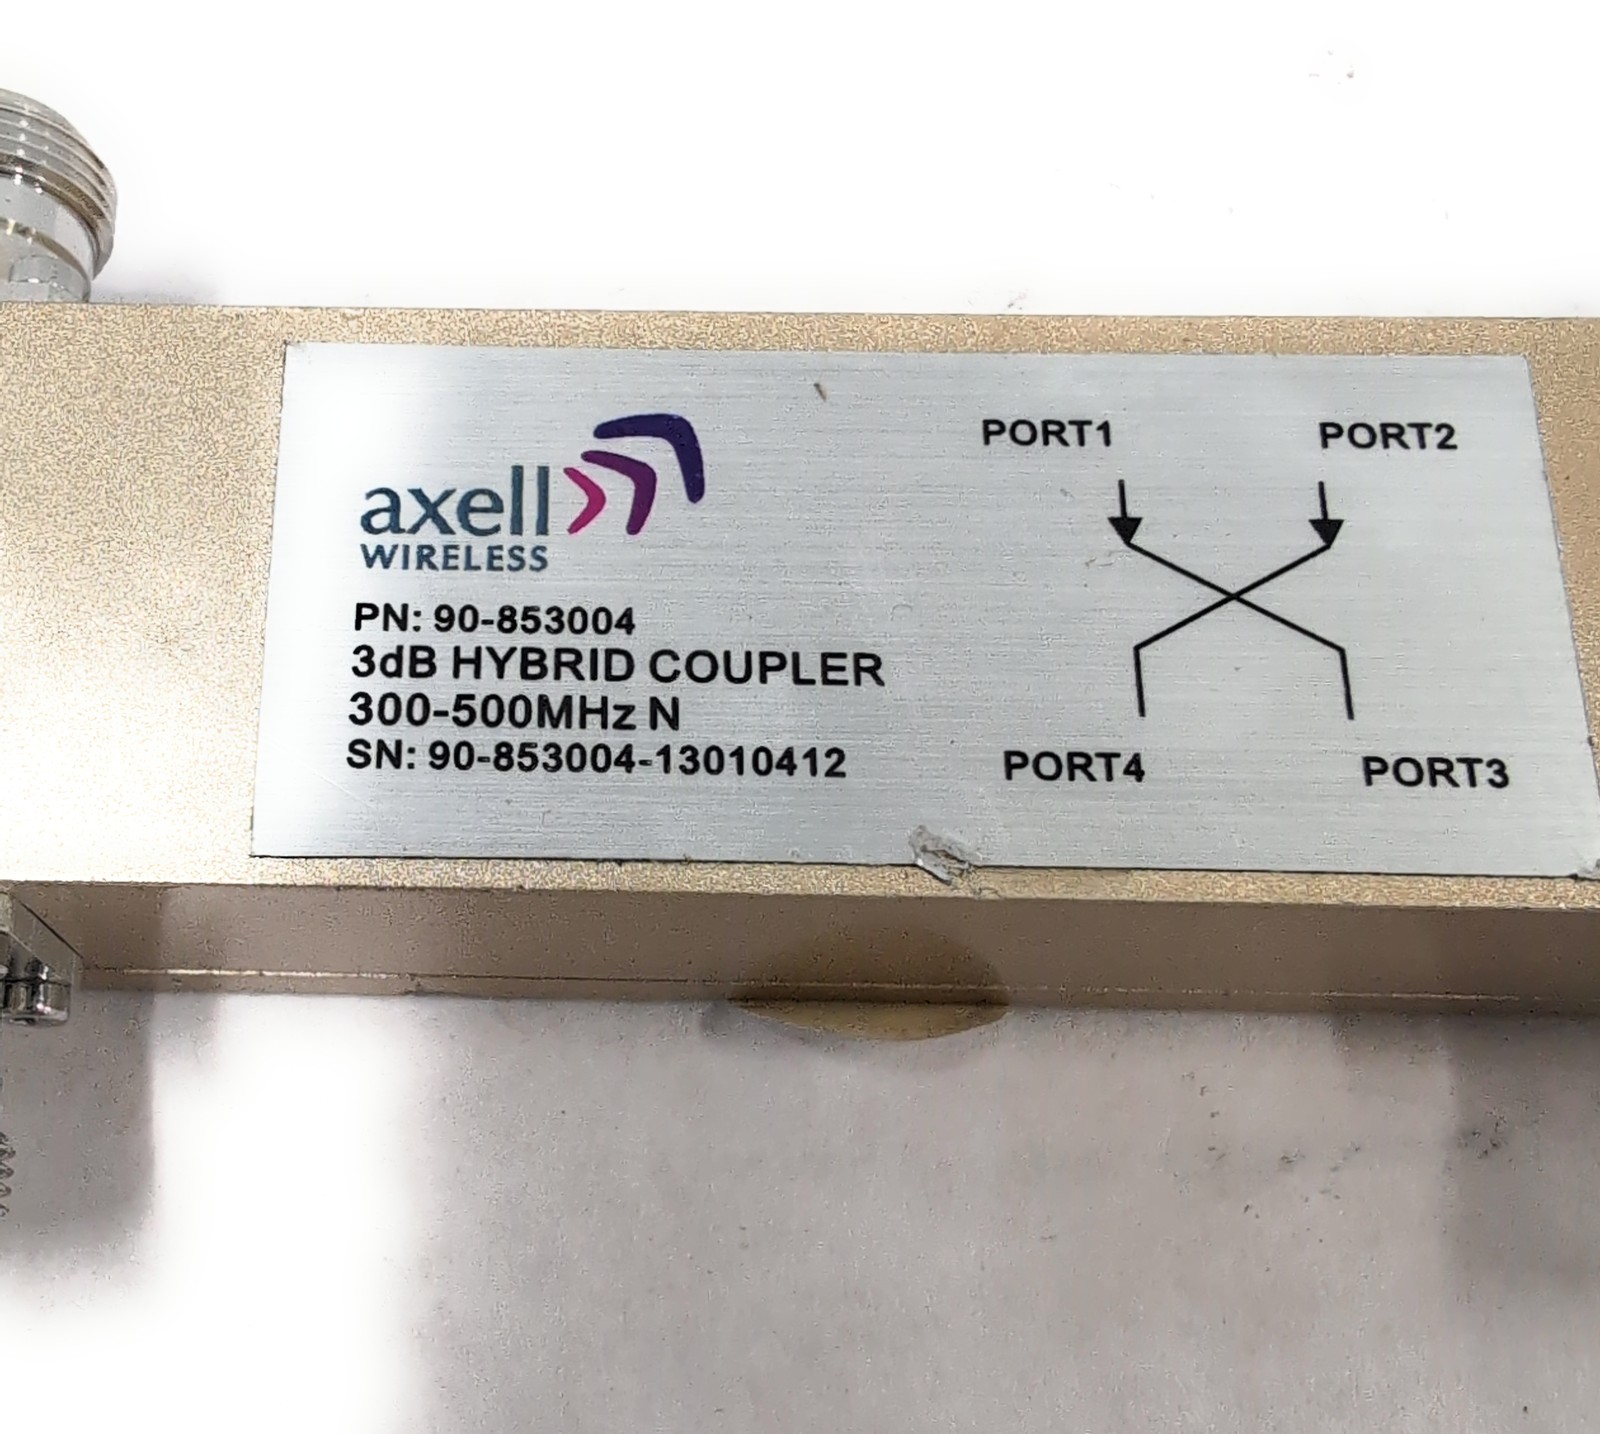 axell
WIRELESS
PN: 90-853004
3dB HYBRID COUPLER
300-500MHz N
SN: 90-853004-13010412
PORT1 PORT2
PORT4 PORT3